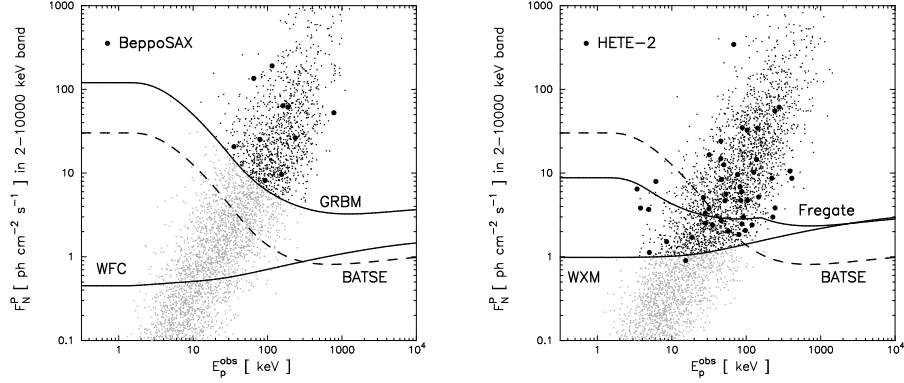 BeppoSAX
1000
100
10
1
0.1
F_N^P [ ph cm^-2 s^-1 ] in 2-10000 keV band
GRBM
WFC
BATSE
1 10 100 1000 10^4
E_p^obs [ keV ]
HETE-2
1000
100
10
1
0.1
F_N^P [ ph cm^-2 s^-1 ] in 2-10000 keV band
Fregate
WXM
BATSE
1 10 100 1000 10^4
E_p^obs [ keV ]